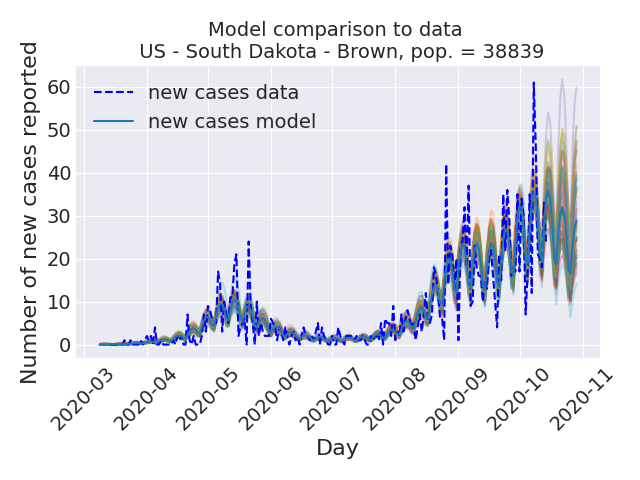 Model comparison to data
US - South Dakota - Brown, pop. = 38839
Number of new cases reported
60
50
40
30
20
10
0
new cases data
new cases model
2020-03
2020-04
2020-05
2020-06
2020-07
2020-08
2020-09
2020-10
2020-11
Day